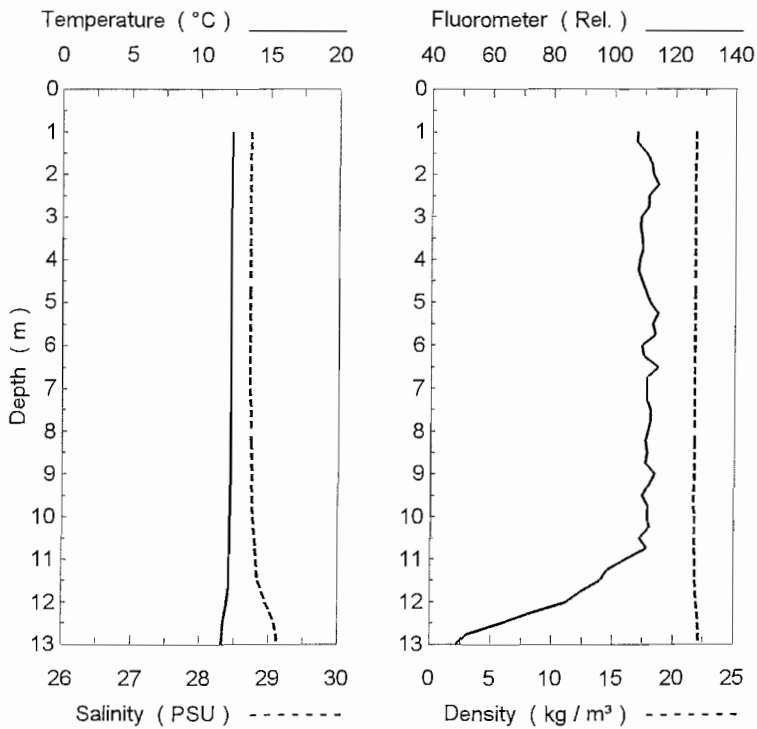 Temperature ( °C ) Fluorometer ( Rel. )
0 5 10 15 20 40 60 80 100 120 140
0 0
1 1
2 2
3 3
4 4
5 5
6 6
7 7
8 8
9 9
10 10
11 11
12 12
13 13
Depth ( m )
26 27 28 29 30 0 5 10 15 20 25
Salinity ( PSU ) Density ( kg / m³ )